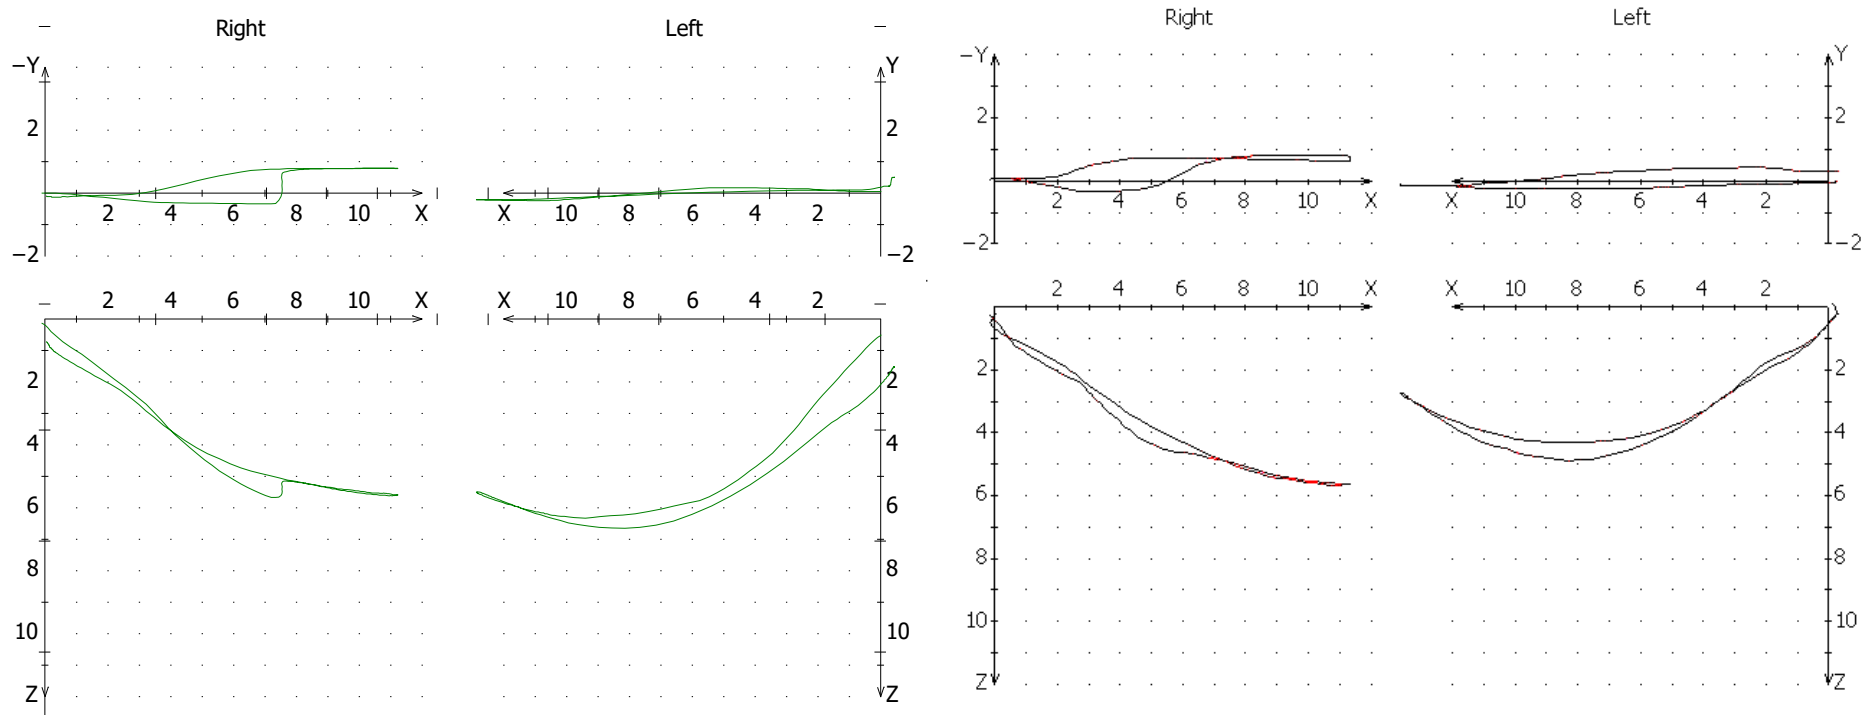 Right Left Right Left
−Y Y −Y Y
2 2 2 2
2 4 6 8 10 X X 10 8 6 4 2 2 4 6 8 10 X X 10 8 6 4 2
−2 −2 −2 −2
2 4 6 8 10 X X 10 8 6 4 2 2 4 6 8 10 X X 10 8 6 4 2
2 2 2 2
4 4 4 4
6 6 6 6
8 8 8 8
10 10 10 10
Z Z Z Z